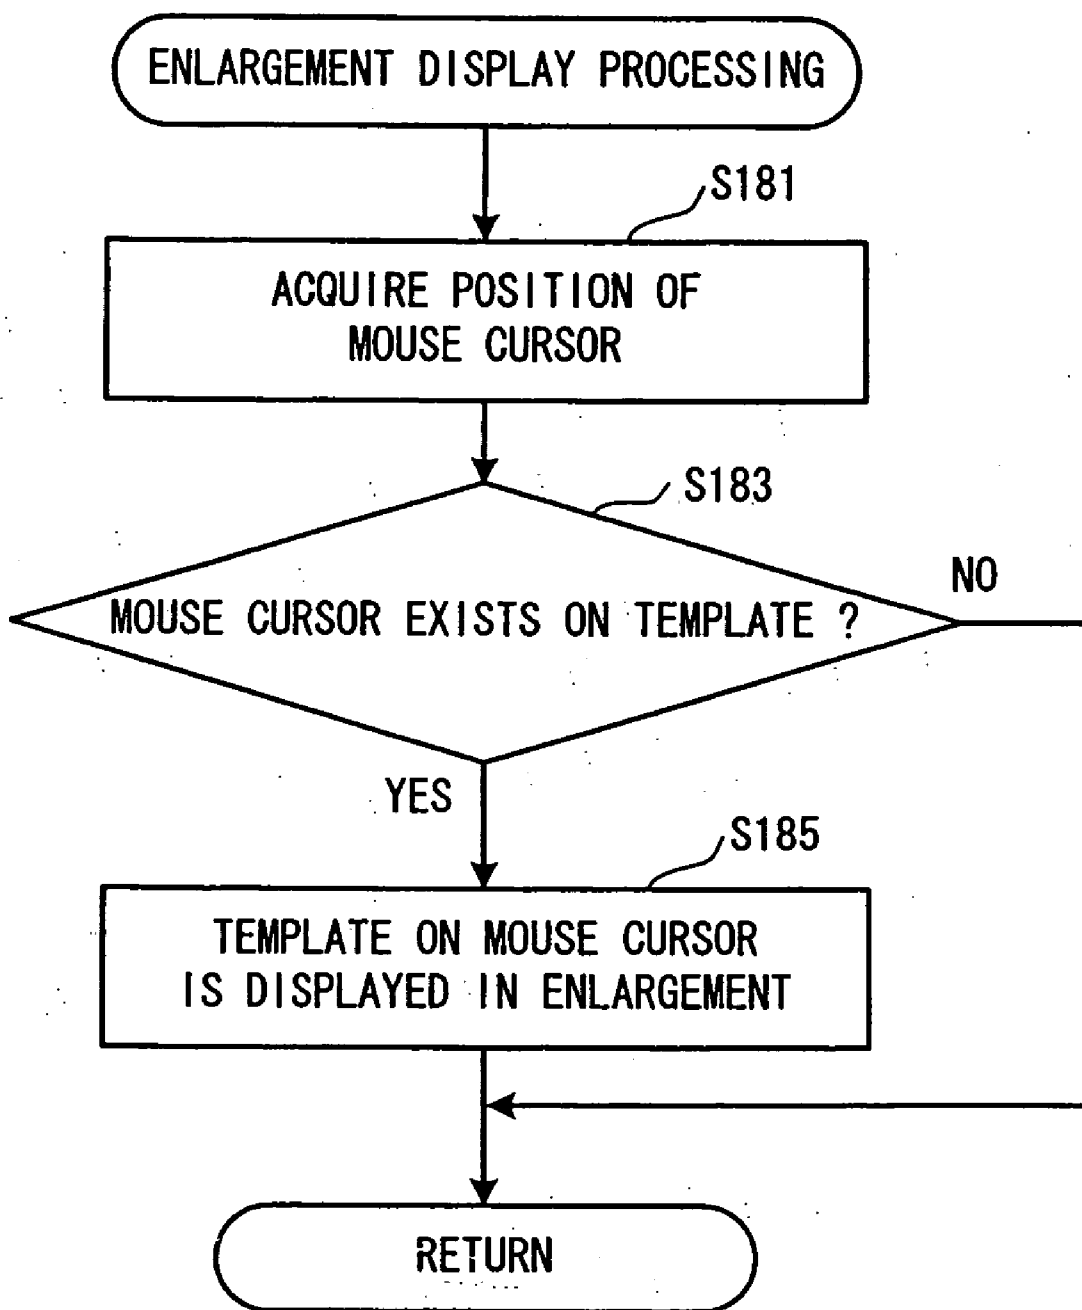 ENLARGEMENT DISPLAY PROCESSING
S181
ACQUIRE POSITION OF
MOUSE CURSOR
S183
NO
MOUSE CURSOR EXISTS ON TEMPLATE ?
YES
S185
TEMPLATE ON MOUSE CURSOR
IS DISPLAYED IN ENLARGEMENT
RETURN